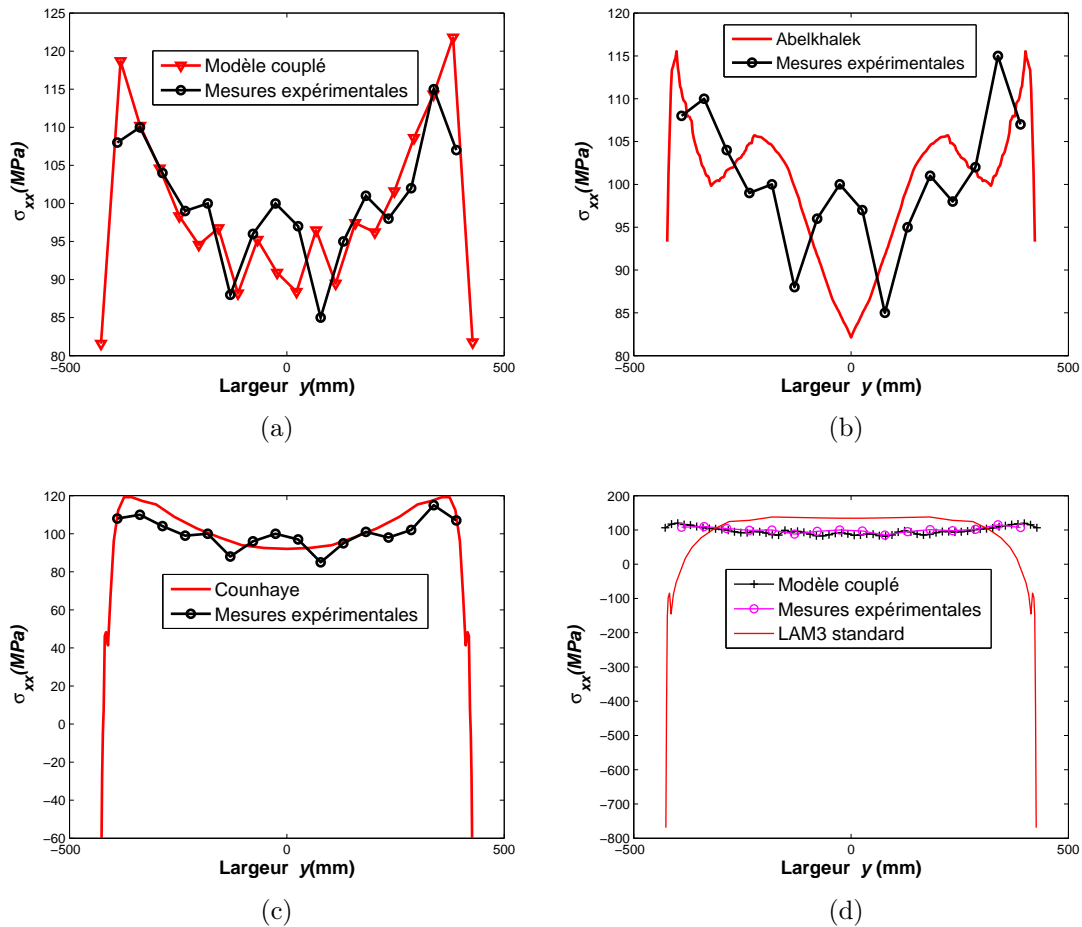 125
120
115
110
105
100
95
90
85
80
−500
0
500
σxx(MPa)
Largeur y(mm)
Modèle couplé
Mesures expérimentales
(a)
120
115
110
105
100
95
90
85
80
−500
0
500
σxx(MPa)
Largeur y (mm)
Abelkhalek
Mesures expérimentales
(b)
120
100
80
60
40
20
0
−20
−40
−60
−500
0
500
σxx(MPa)
Largeur y(mm)
Counhaye
Mesures expérimentales
(c)
200
100
0
−100
−200
−300
−400
−500
−600
−700
−800
−500
0
500
σxx(MPa)
Largeur y (mm)
Modèle couplé
Mesures expérimentales
LAM3 standard
(d)